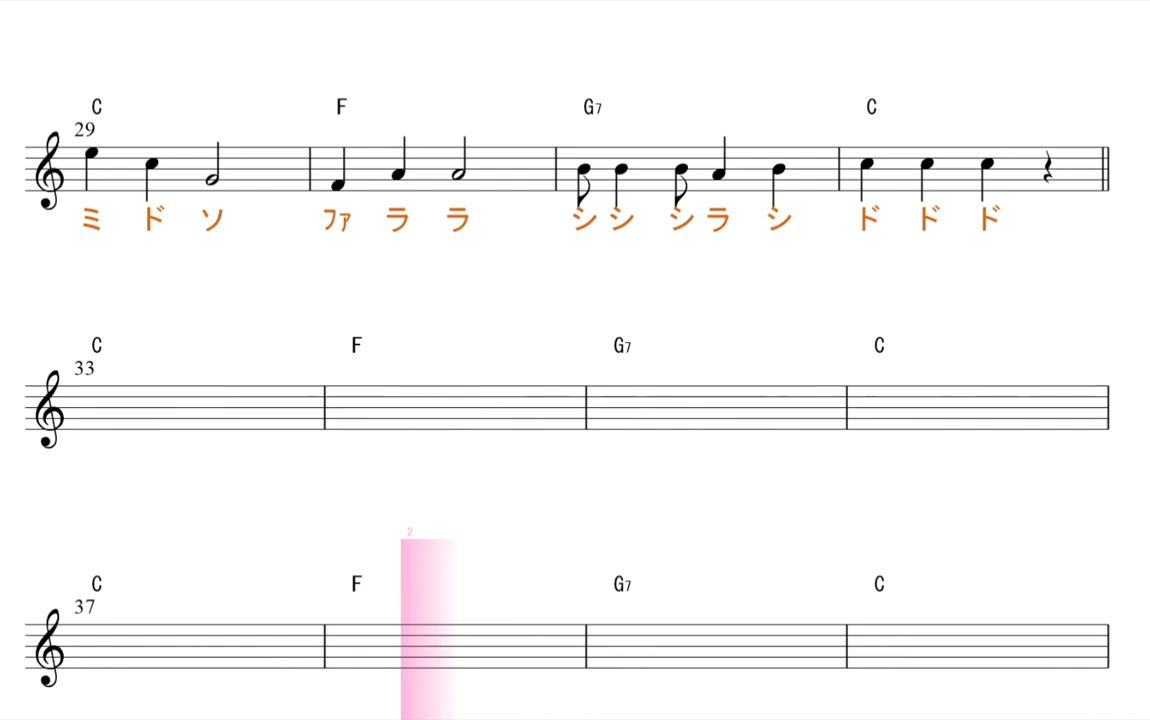 C F G7 C
29
ミ ド ソ ファ ラ ラ シ シ シ ラ シ ド ド ド
C F G7 C
33
2
C F G7 C
37